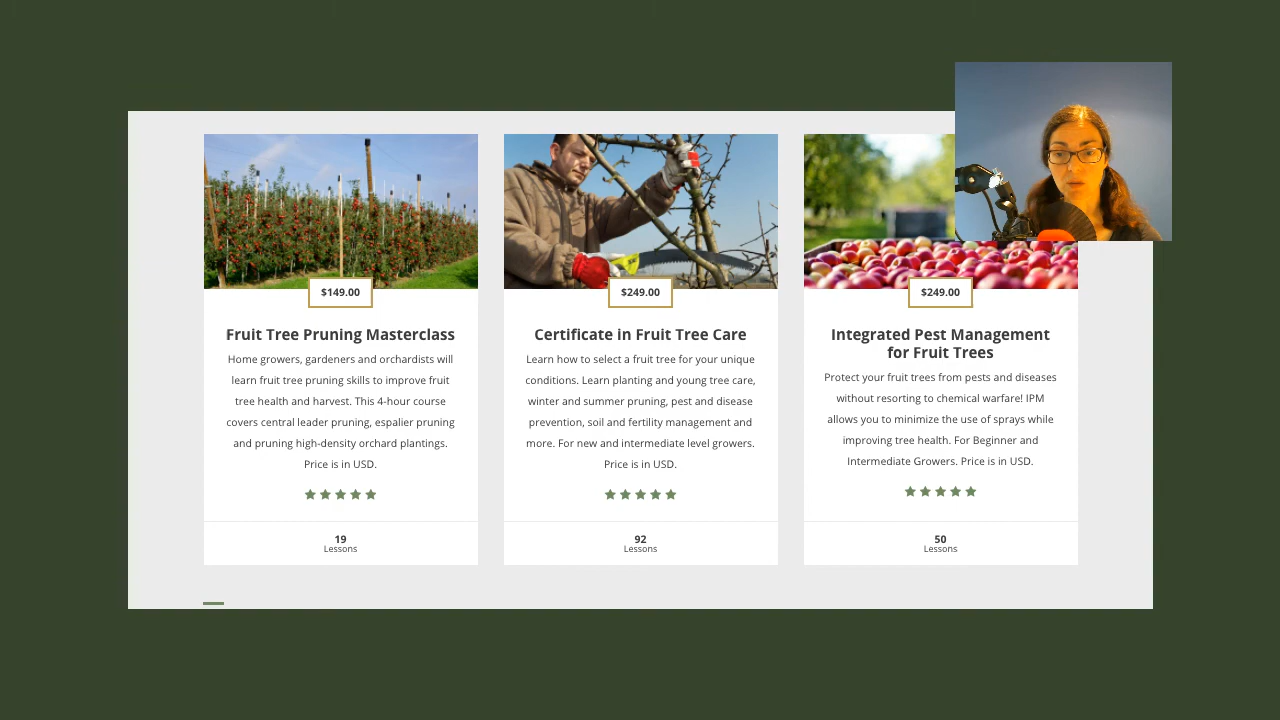 $149.00
Fruit Tree Pruning Masterclass
Home growers, gardeners and orchardists will
learn fruit tree pruning skills to improve fruit
tree health and harvest. This 4-hour course
covers central leader pruning, espalier pruning
and pruning high-density orchard plantings.
Price is in USD.
19
Lessons
$249.00
Certificate in Fruit Tree Care
Learn how to select a fruit tree for your unique
conditions. Learn planting and young tree care,
winter and summer pruning, pest and disease
prevention, soil and fertility management and
more. For new and intermediate level growers.
Price is in USD.
92
Lessons
$249.00
Integrated Pest Management
for Fruit Trees
Protect your fruit trees from pests and diseases
without resorting to chemical warfare! IPM
allows you to minimize the use of sprays while
improving tree health. For Beginner and
Intermediate Growers. Price is in USD.
50
Lessons